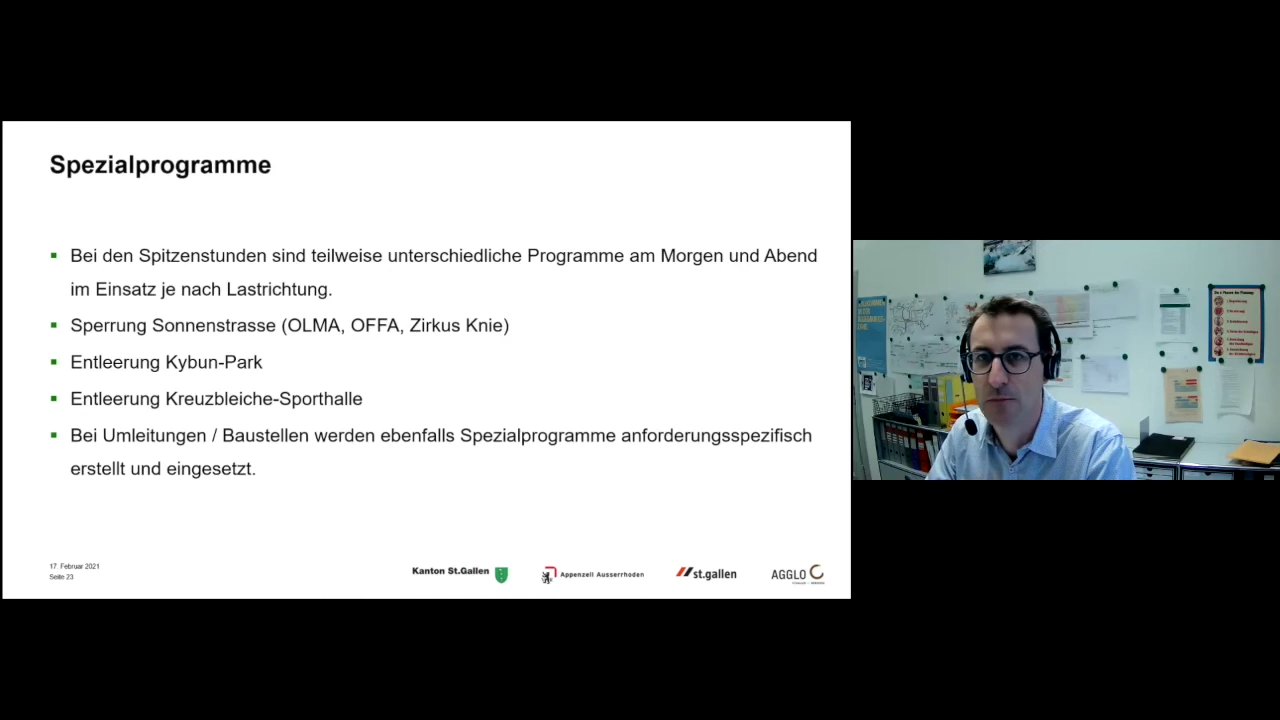 Spezialprogramme
Bei den Spitzenstunden sind teilweise unterschiedliche Programme am Morgen und Abend
im Einsatz je nach Lastrichtung.
Sperrung Sonnenstrasse (OLMA, OFFA, Zirkus Knie)
Entleerung Kybun-Park
Entleerung Kreuzbleiche-Sporthalle
Bei Umleitungen / Baustellen werden ebenfalls Spezialprogramme anforderungsspezifisch
erstellt und eingesetzt.
17. Februar 2021
Seite 23
Kanton St.Gallen
Appenzell Ausserrhoden
st.gallen
AGGLO